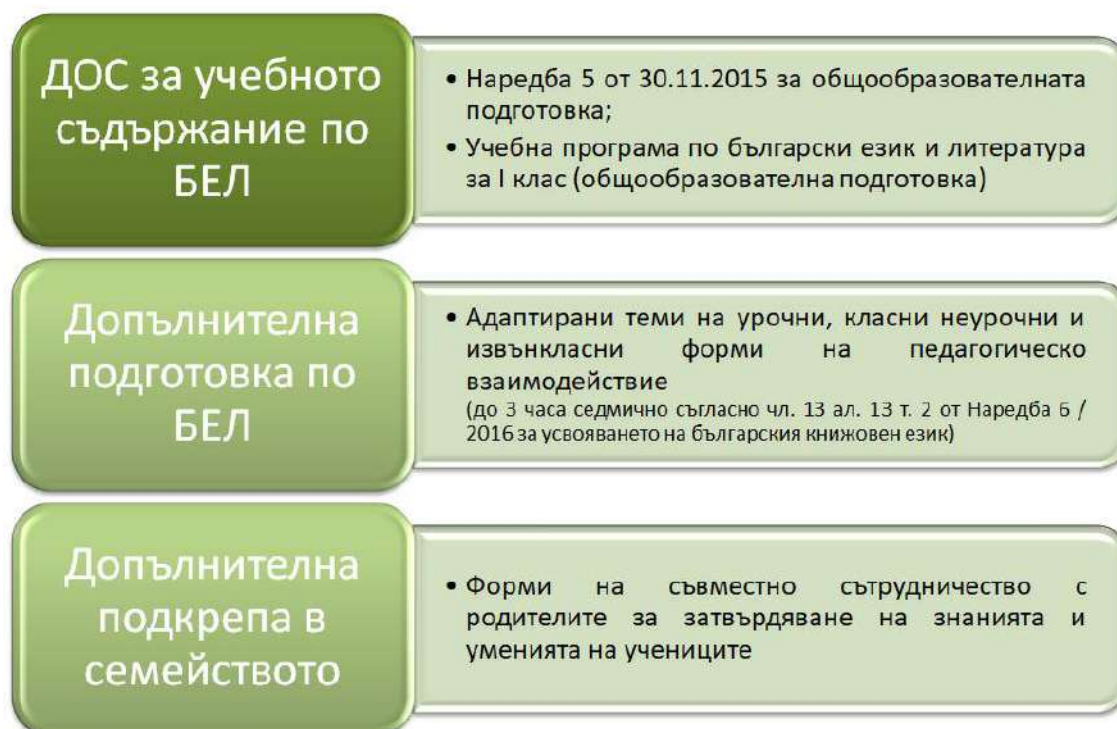 ДОС за учебното
съдържание по
БЕЛ
• Наредба 5 от 30.11.2015 за общообразователната
подготовка;
• Учебна програма по български език и литература
за I клас (общообразователна подготовка)
Допълнителна
подготовка по
БЕЛ
• Адаптирани теми на урочни, класни неурочни и
извънкласни форми на педагогическо
взаимодействие
(до 3 часа седмично съгласно чл. 13 ал. 13 т. 2 от Наредба 6 /
2016 за усвояването на българския книжовен език)
Допълнителна
подкрепа в
семейството
• Форми на съвместно сътрудничество с
родителите за затвърдяване на знанията и
уменията на учениците